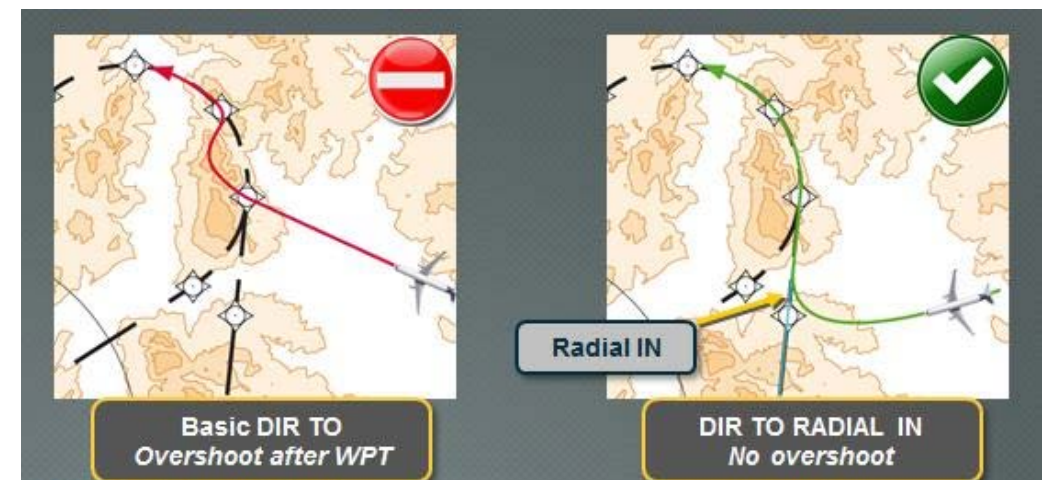 Radial IN
Basic DIR TO
Overshoot after WPT
DIR TO RADIAL IN
No overshoot